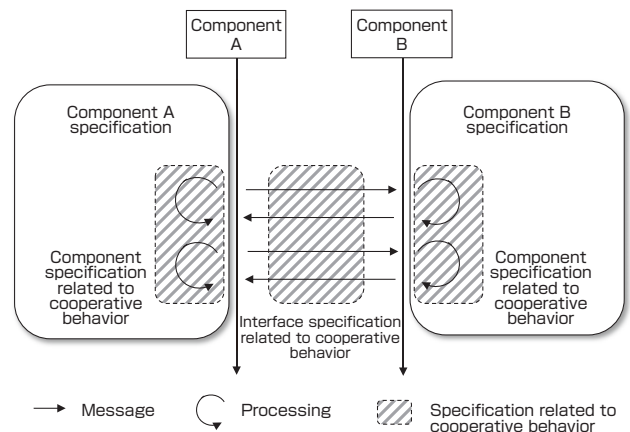 Component
A
Component
B
Component A
specification
Component B
specification
Component
specification
related to
cooperative
behavior
Interface specification
related to cooperative
behavior
Component
specification
related to
cooperative
behavior
Message
Processing
Specification related to
cooperative behavior